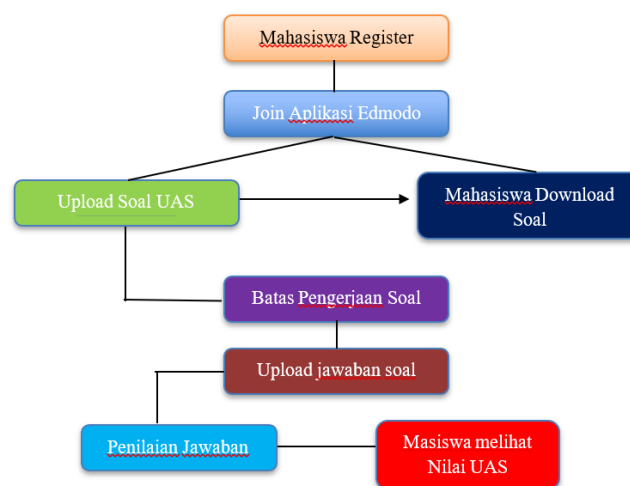 Mahasiswa Register
Join Aplikasi Edmodo
Upload Soal UAS
Mahasiswa Download
Soal
Batas Pengerjaan Soal
Upload jawaban soal
Penilaian Jawaban
Masiswa melihat
Nilai UAS